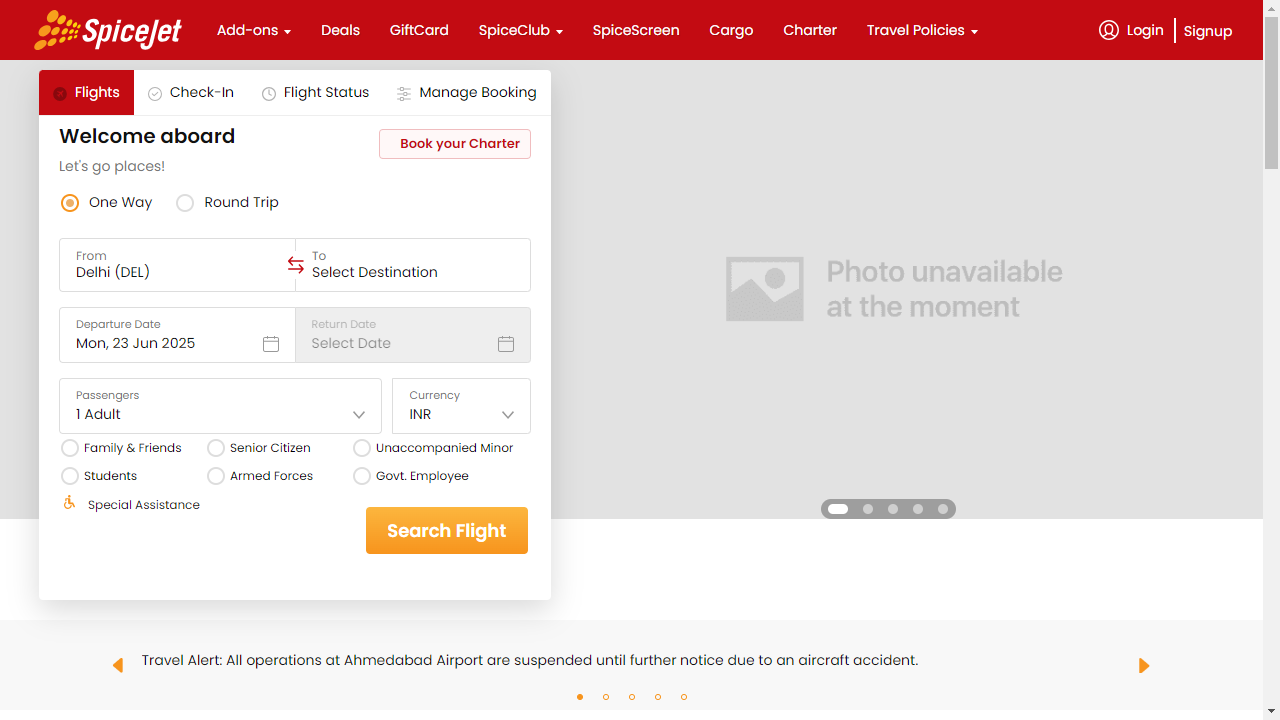 SpiceJet
Add-ons
Deals
GiftCard
SpiceClub
SpiceScreen
Cargo
Charter
Travel Policies
Login
Signup
Flights
Check-In
Flight Status
Manage Booking
Welcome aboard
Book your Charter
Let's go places!
One Way
Round Trip
From
Delhi (DEL)
To
Select Destination
Departure Date
Mon, 23 Jun 2025
Return Date
Select Date
Passengers
1 Adult
Currency
INR
Family & Friends
Senior Citizen
Unaccompanied Minor
Students
Armed Forces
Govt. Employee
Special Assistance
Search Flight
Photo unavailable
at the moment
Travel Alert: All operations at Ahmedabad Airport are suspended until further notice due to an aircraft accident.